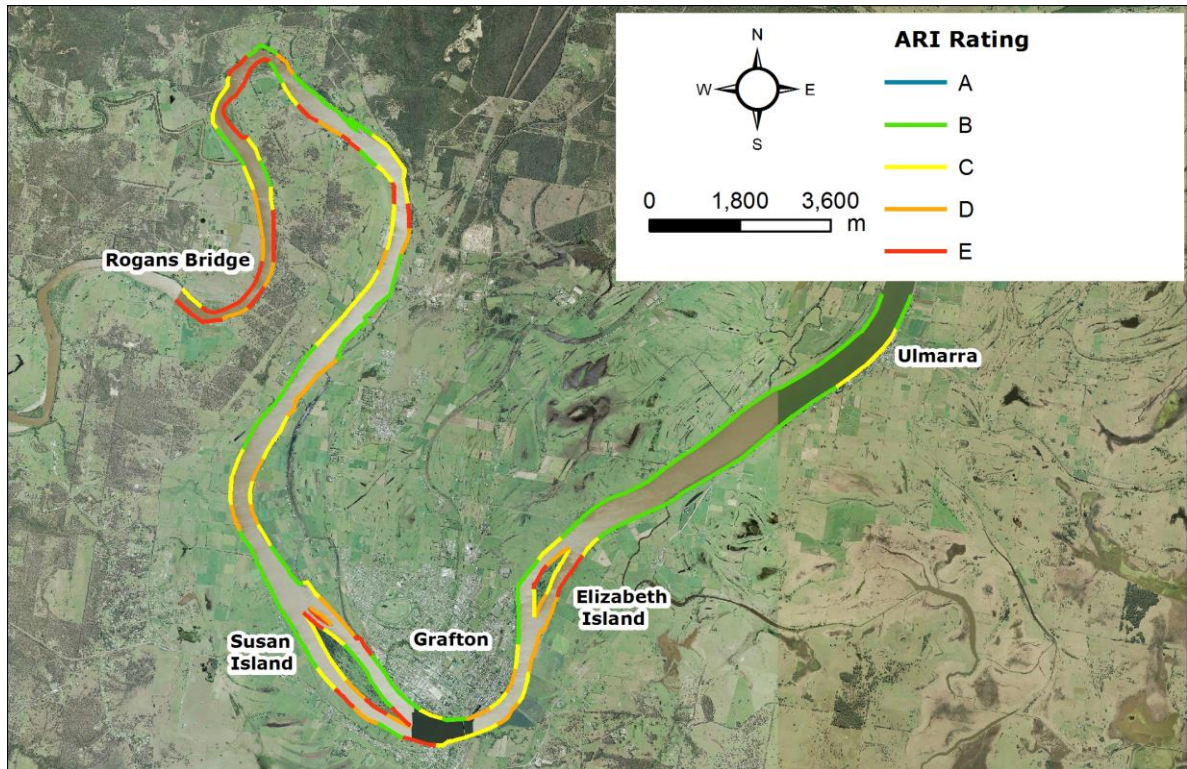 ARI Rating
N
W
E
S
A
B
C
D
E
0 1,800 3,600
m
Rogans Bridge
Ulmarra
Elizabeth
Island
Grafton
Susan
Island